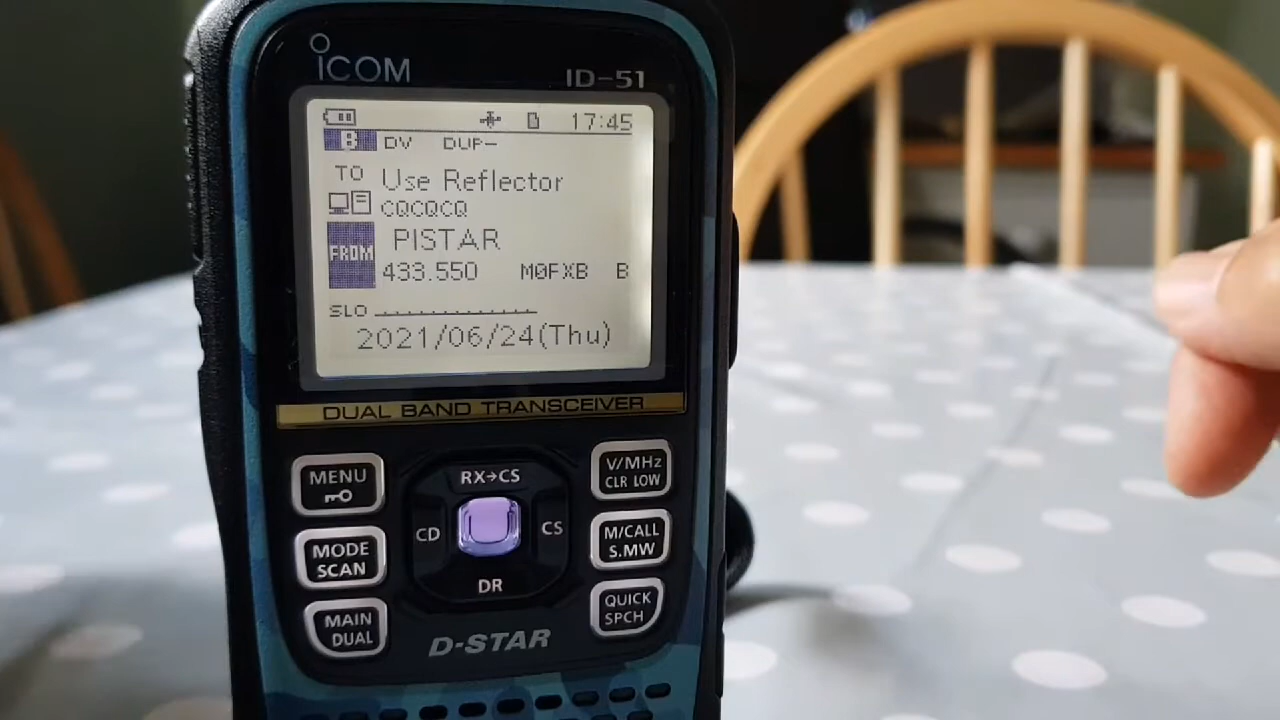 ICOM
ID-51
17:45
B DV DUP-
TO Use Reflector
CQCQCQ
FROM PISTAR
433.550 M0FXB B
SLO
2021/06/24(Thu)
DUAL BAND TRANSCEIVER
MENU
MODE
SCAN
MAIN
DUAL
RX→CS
CD
CS
DR
V/MHz
CLR LOW
M/CALL
S.MW
QUICK
SPCH
D-STAR